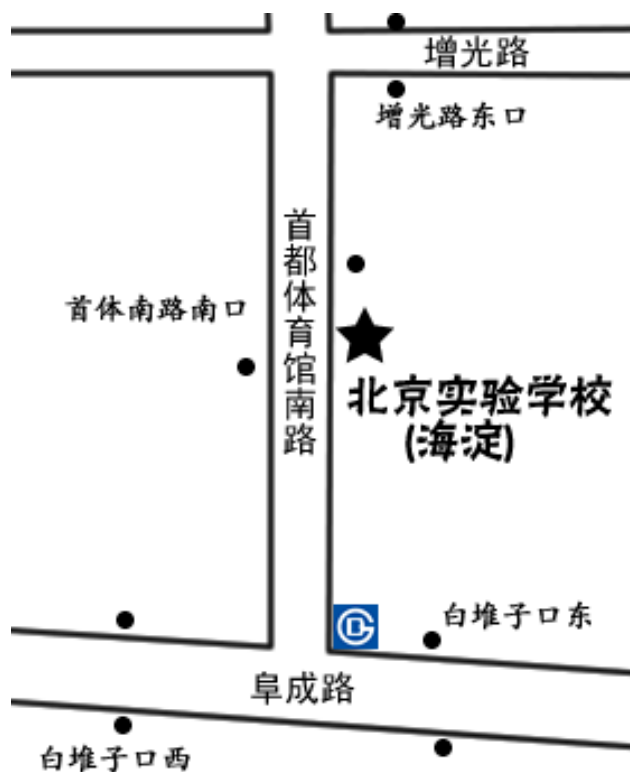 增光路
增光路东口
首都体育馆南路
首体南路南口
北京实验学校
(海淀)
白堆子口东
阜成路
白堆子口西